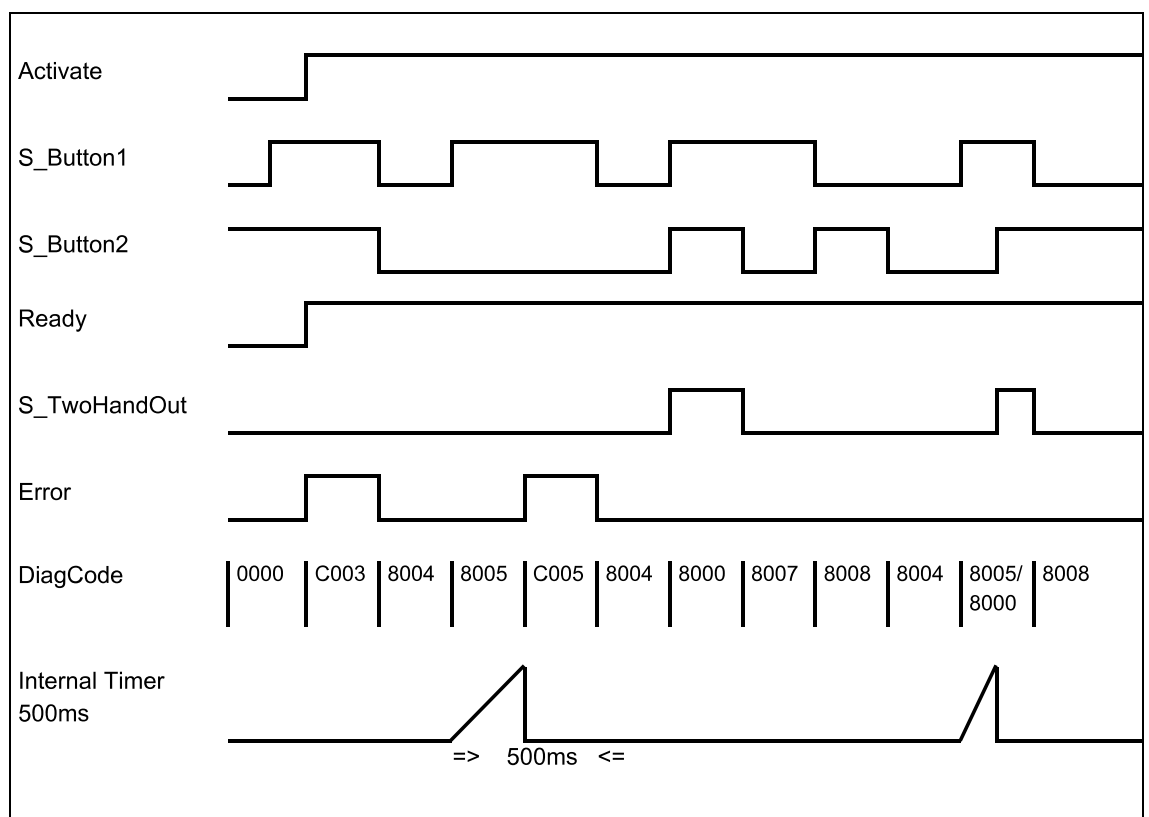 Activate
S_Button1
S_Button2
Ready
S_TwoHandOut
Error
DiagCode 0000 C003 8004 8005 C005 8004 8000 8007 8008 8004 8005/ 8008
8000
Internal Timer
500ms
=> 500ms <=